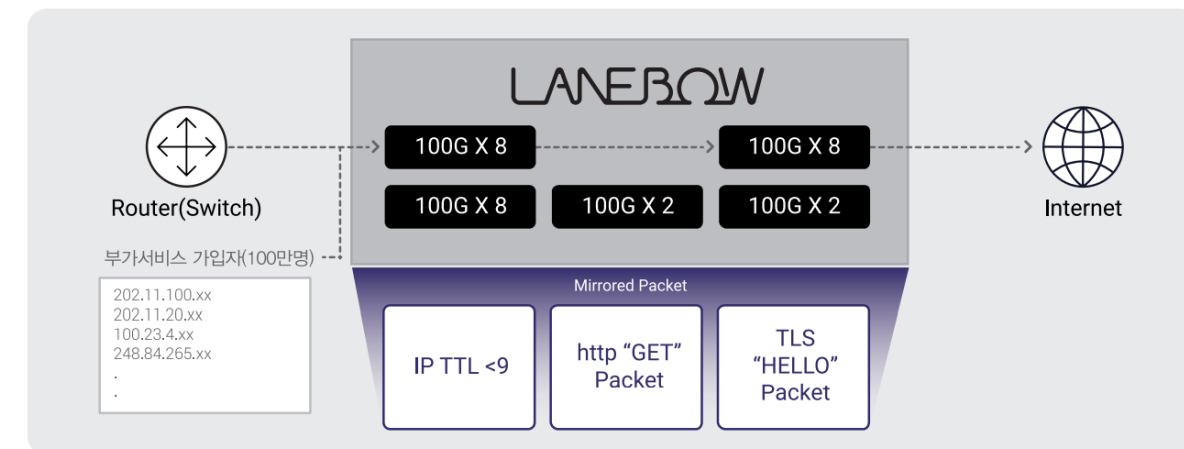 LANEBOW
100G X 8
100G X 8
Router(Switch)
100G X 8
100G X 2
100G X 2
Internet
부가서비스 가입자(100만명)
202.11.100.xx
202.11.20.xx
100.23.4.xx
248.84.265.xx
.
.
Mirrored Packet
IP TTL <9
http “GET”
Packet
TLS
“HELLO”
Packet